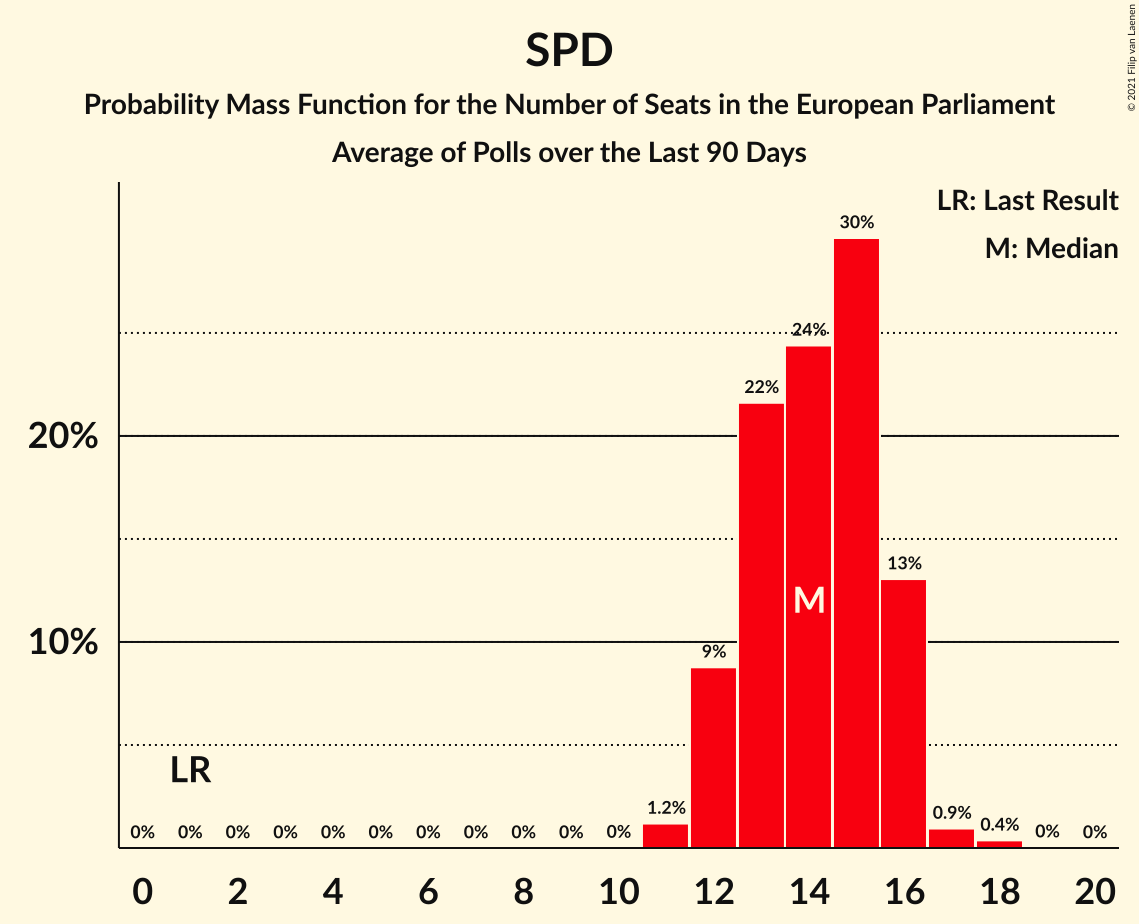 © 2021 Filip van Laenen
SPD
Probability Mass Function for the Number of Seats in the European Parliament
Average of Polls over the Last 90 Days
LR: Last Result
M: Median
30%
24%
22%
20%
13%
M
10%
9%
LR
0% 0% 0% 0% 0% 0% 0% 0% 0% 0% 0% 1.2% 0.9% 0.4% 0% 0%
0 2 4 6 8 10 12 14 16 18 20